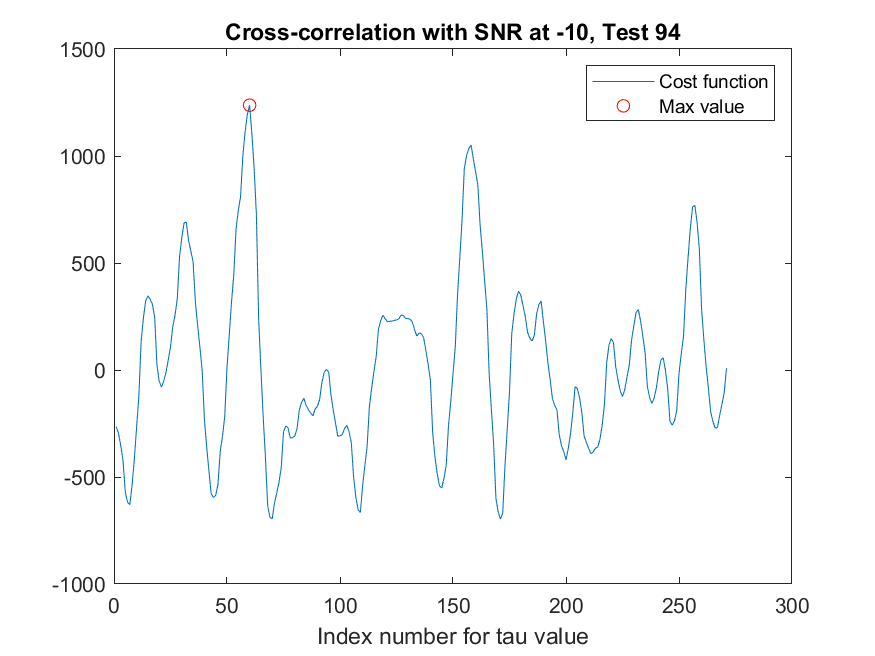 Cross-correlation with SNR at -10, Test 94
1500
1000
500
0
-500
-1000
Cost function
Max value
0 50 100 150 200 250 300
Index number for tau value